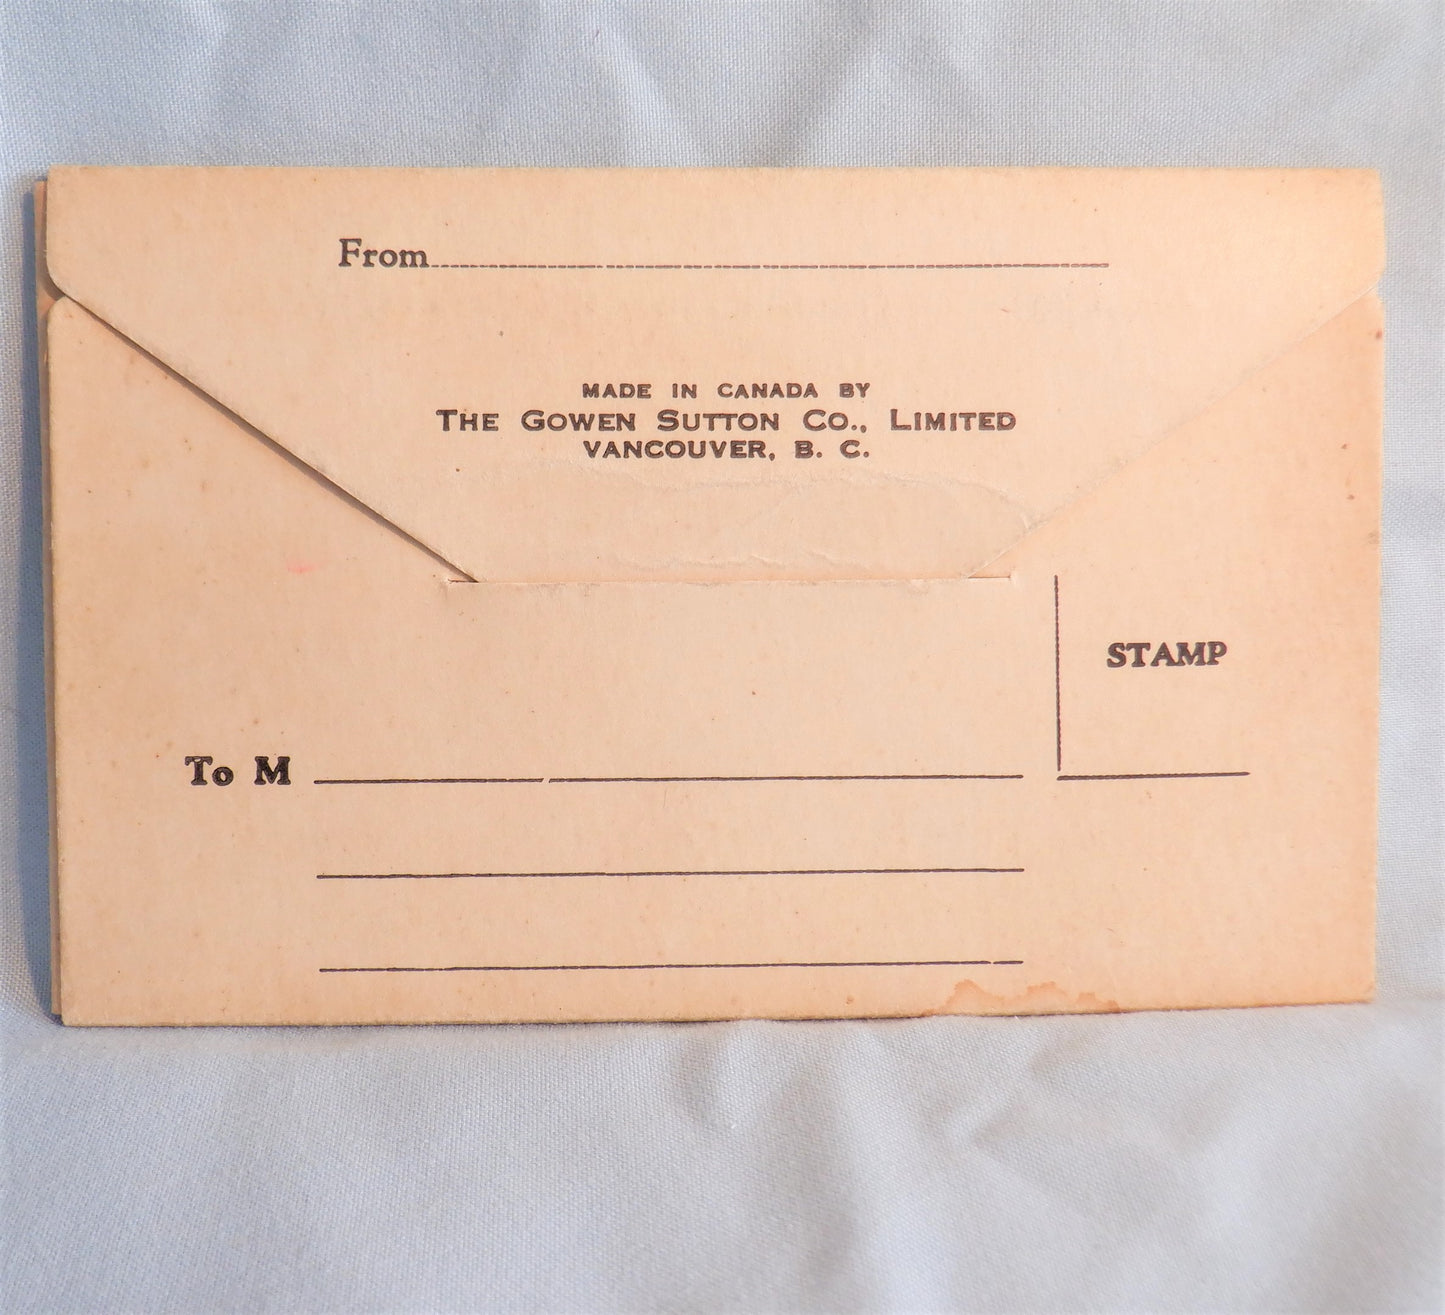 From
MADE IN CANADA BY
THE GOWEN SUTTON CO., LIMITED
VANCOUVER, B. C.
STAMP
To M